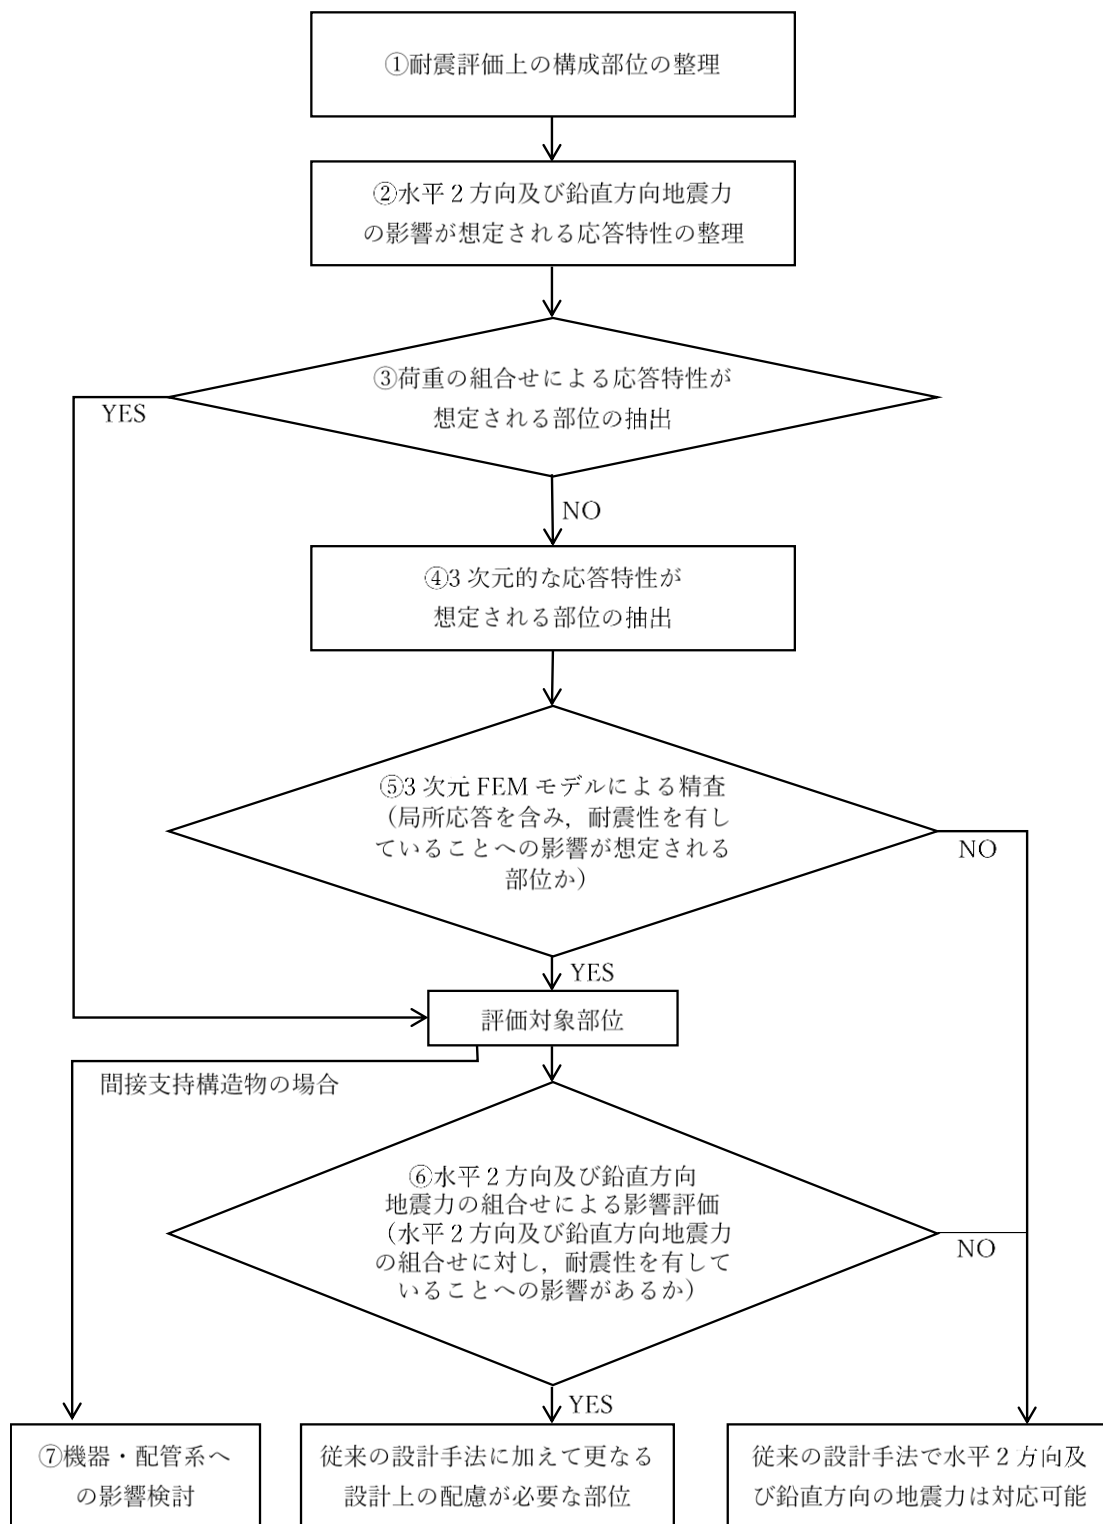 ①耐震評価上の構成部位の整理
②水平２方向及び鉛直方向地震力
の影響が想定される応答特性の整理
③荷重の組合せによる応答特性が
想定される部位の抽出
YES
NO
④3 次元的な応答特性が
想定される部位の抽出
⑤3 次元 FEM モデルによる精査
（局所応答を含み，耐震性を有し
ていることへの影響が想定される
部位か）
NO
YES
評価対象部位
間接支持構造物の場合
⑥水平２方向及び鉛直方向
地震力の組合せによる影響評価
（水平２方向及び鉛直方向地震力
の組合せに対し，耐震性を有して
いることへの影響があるか）
NO
YES
⑦機器・配管系へ
の影響検討
従来の設計手法に加えて更なる
設計上の配慮が必要な部位
従来の設計手法で水平２方向及
び鉛直方向の地震力は対応可能